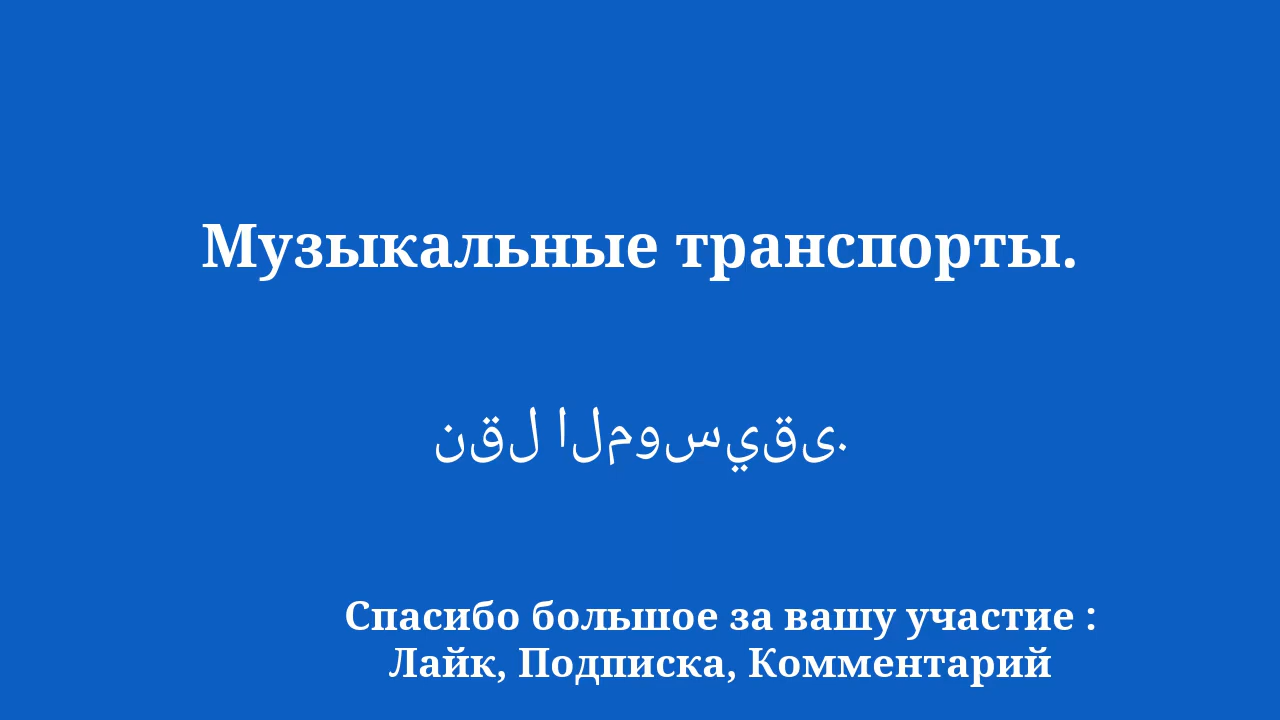 Музыкальные транспорты.
نقل الموسيقى.
Спасибо большое за вашу участие :
Лайк, Подписка, Комментарий